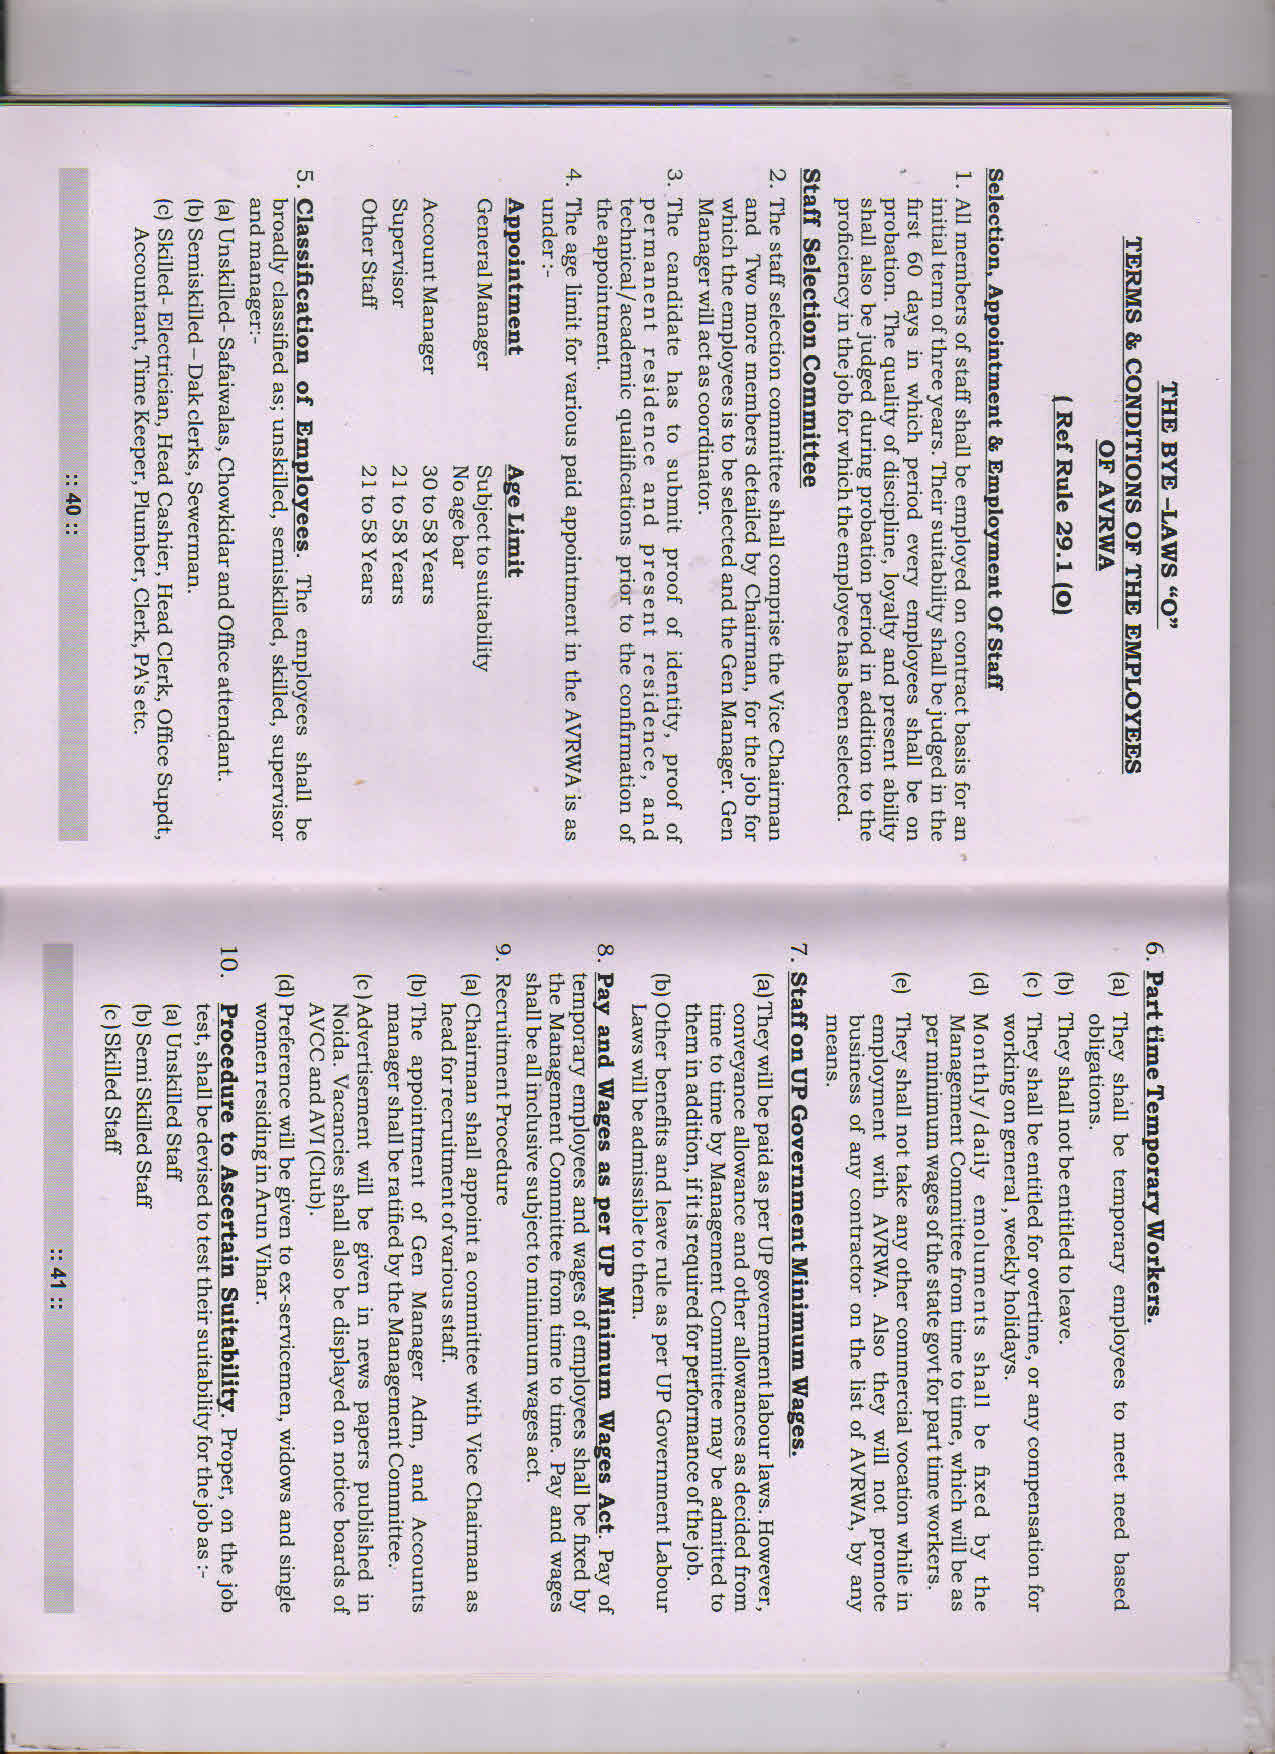 THE BYE –LAWS “O”
TERMS & CONDITIONS OF THE EMPLOYEES
OF AVRWA
( Ref Rule 29.1 (O)
Selection, Appointment & Employment Of Staff
1. All members of staff shall be employed on contract basis for an
initial term of three years. Their suitability shall be judged in the
first 60 days in which period every employees shall be on
probation. The quality of discipline, loyalty and present ability
shall also be judged during probation period in addition to the
proficiency in the job for which the employee has been selected.
Staff Selection Committee
2. The staff selection committee shall comprise the Vice Chairman
and Two more members detailed by Chairman, for the job for
which the employees is to be selected and the Gen Manager. Gen
Manager will act as coordinator.
3. The candidate has to submit proof of identity, proof of
permanent residence and present residence, and
technical/academic qualifications prior to the confirmation of
the appointment.
4. The age limit for various paid appointment in the AVRWA is as
under :-
Appointment Age Limit
General Manager Subject to suitability
No age bar
Account Manager 30 to 58 Years
Supervisor 21 to 58 Years
Other Staff 21 to 58 Years
5. Classification of Employees. The employees shall be
broadly classified as; unskilled, semiskilled, skilled, supervisor
and manager:-
(a) Unskilled- Safaiwalas, Chowkidar and Office attendant.
(b) Semiskilled – Dak clerks, Sewerman.
(c) Skilled- Electrician, Head Cashier, Head Clerk, Office Supdt,
Accountant, Time Keeper, Plumber, Clerk, PA's etc.
:: 40 ::
6. Part time Temporary Workers.
(a) They shall be temporary employees to meet need based
obligations.
(b) They shall not be entitled to leave.
(c ) They shall be entitled for overtime, or any compensation for
working on general , weekly holidays.
(d) Monthly/daily emoluments shall be fixed by the
Management Committee from time to time, which will be as
per minimum wages of the state govt for part time workers.
(e) They shall not take any other commercial vocation while in
employment with AVRWA. Also they will not promote
business of any contractor on the list of AVRWA, by any
means.
7. Staff on UP Government Minimum Wages.
(a) They will be paid as per UP government labour laws. However,
conveyance allowance and other allowances as decided from
time to time by Management Committee may be admitted to
them in addition, if it is required for performance of the job.
(b) Other benefits and leave rule as per UP Government Labour
Laws will be admissible to them.
8. Pay and Wages as per UP Minimum Wages Act. Pay of
temporary employees and wages of employees shall be fixed by
the Management Committee from time to time. Pay and wages
shall be all inclusive subject to minimum wages act.
9. Recruitment Procedure
(a) Chairman shall appoint a committee with Vice Chairman as
head for recruitment of various staff.
(b) The appointment of Gen Manager Adm, and Accounts
manager shall be ratified by the Management Committee.
(c) Advertisement will be given in news papers published in
Noida. Vacancies shall also be displayed on notice boards of
AVCC and AVI (Club).
(d) Preference will be given to ex-servicemen, widows and single
women residing in Arun Vihar.
10. Procedure to Ascertain Suitability. Proper, on the job
test, shall be devised to test their suitability for the job as :-
(a) Unskilled Staff
(b) Semi Skilled Staff
(c) Skilled Staff
:: 41 ::